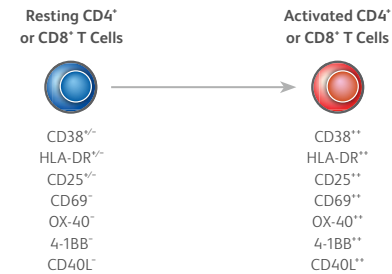 Resting CD4⁺
or CD8⁺ T Cells
Activated CD4⁺
or CD8⁺ T Cells
CD38⁺/⁻
HLA-DR⁺/⁻
CD25⁺/⁻
CD69⁻
OX-40⁻
4-1BB⁻
CD40L⁻
CD38⁺⁺
HLA-DR⁺⁺
CD25⁺⁺
CD69⁺⁺
OX-40⁺⁺
4-1BB⁺⁺
CD40L⁺⁺